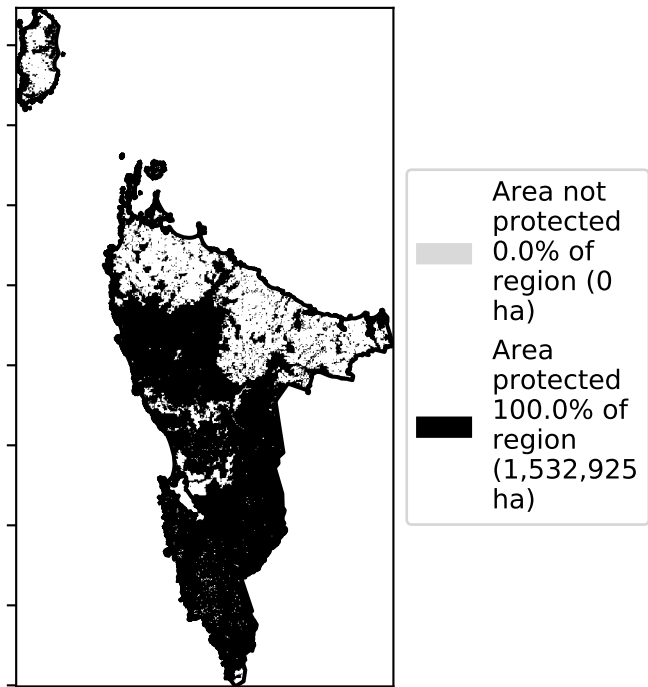 Area not
protected
0.0% of
region (0
ha)
Area
protected
100.0% of
region
(1,532,925
ha)